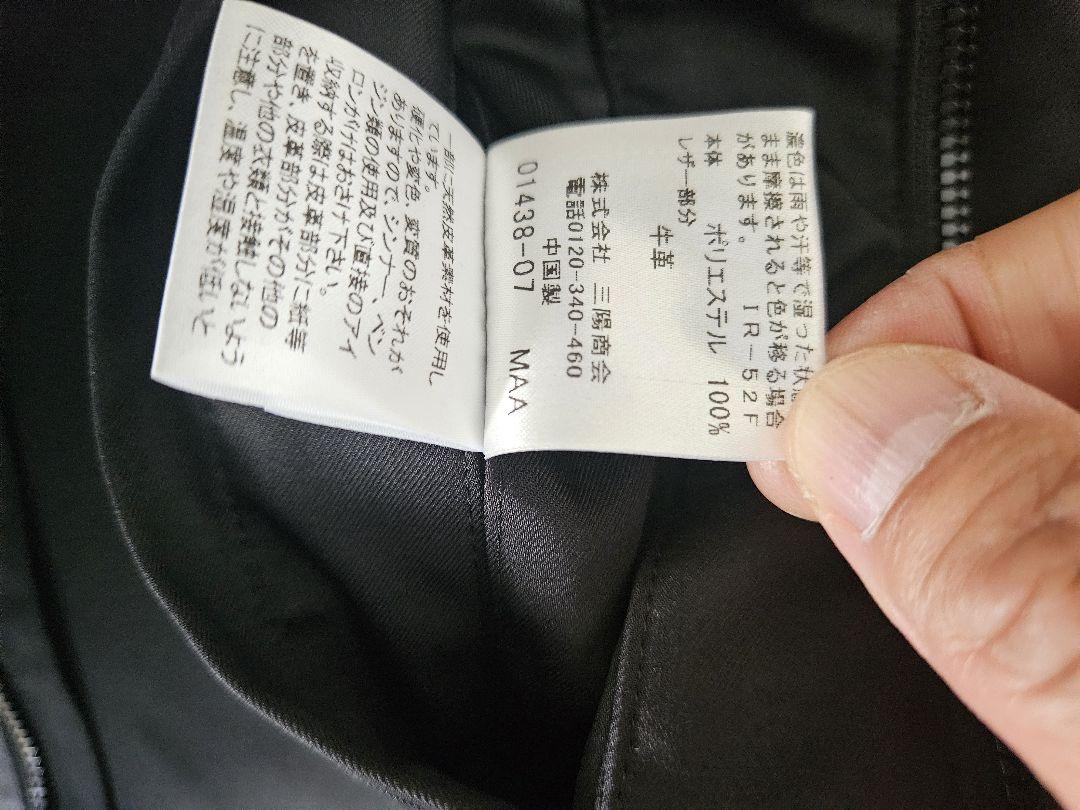 濃色は雨や汗等で湿った状態
まま摩擦されると色が移る場合
があります。 IR-52F
本体 ポリエステル 100%
レザー部分
牛革
株式会社 三陽商会
電話0120-340-460
中国製
01438-07 MAA
一部に天然皮革素材を使用し
ています。
硬化や変色、変質のおそれが
ありますので、シンナー、ベン
ジン類の使用及び直接のアイ
ロンがけはおさけ下さい。
収納する際は皮革部分に紙等
を置き、皮革部分がその他の
部分や他の衣類と接触しないよう
に注意し、温度や湿度が低いと